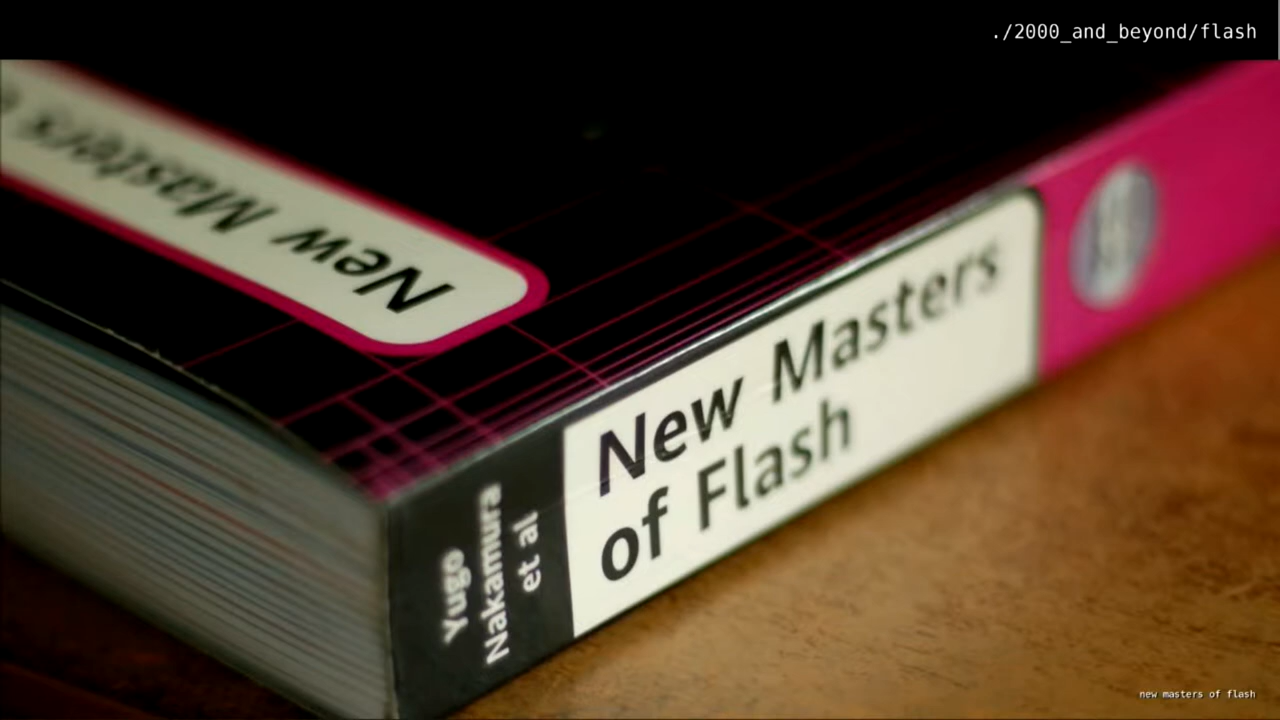 ./2000_and_beyond/flash
New Masters
New Masters
of Flash
Yugo
Nakamura
et al
new masters of flash